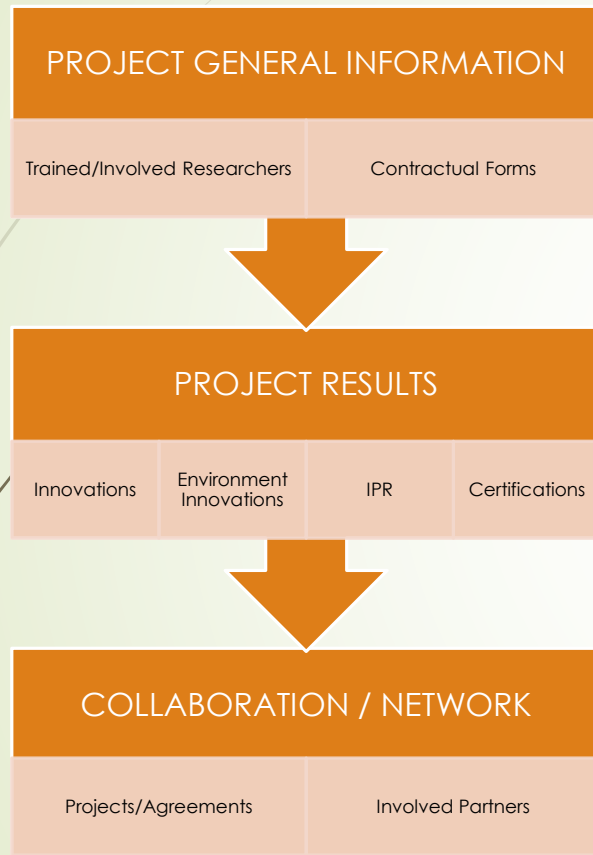 PROJECT GENERAL INFORMATION
Trained/Involved Researchers
Contractual Forms
PROJECT RESULTS
Innovations
Environment
Innovations
IPR
Certifications
COLLABORATION / NETWORK
Projects/Agreements
Involved Partners